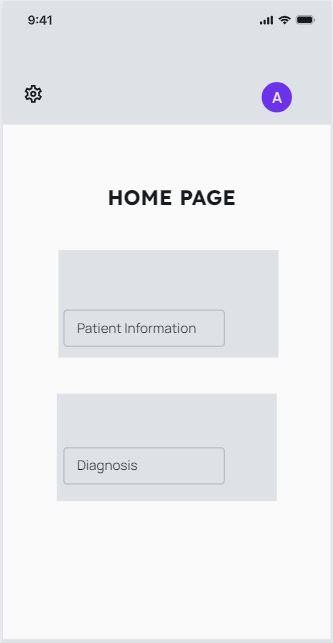 9:41
A
HOME PAGE
Patient Information
Diagnosis